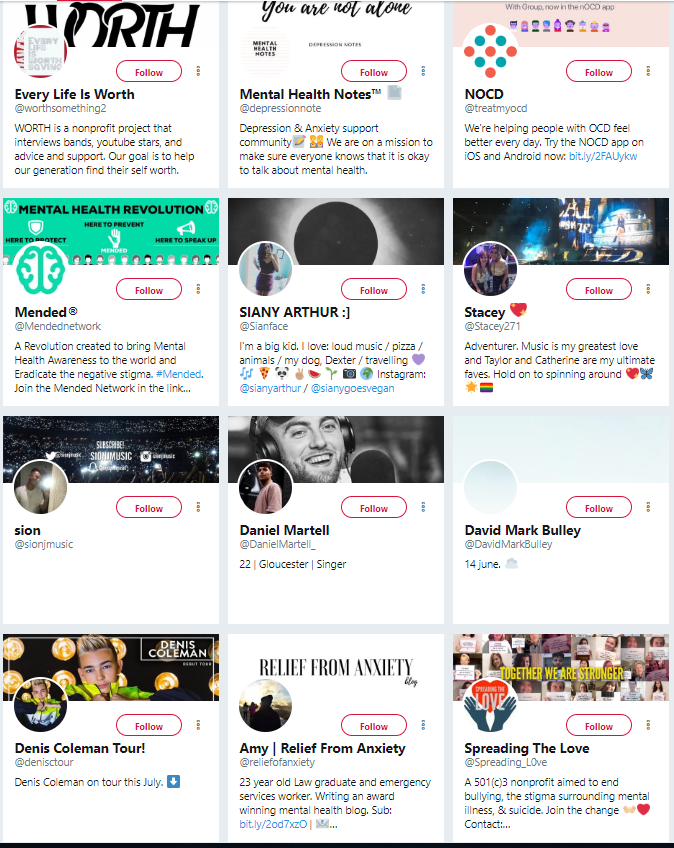 WORTH
EVERY
LIFE IS
WORTH
SAVING
Follow
Every Life Is Worth
@worthsomething2
WORTH is a nonprofit project that
interviews bands, youtube stars, and
advice and support. Our goal is to help
our generation find their self worth.
You are not alone
DEPRESSION NOTES
MENTAL
HEALTH
NOTES
Follow
Mental Health Notes™
@depressionnote
Depression & Anxiety support
community📝 👯 We are on a mission to
make sure everyone knows that it is okay
to talk about mental health.
With Group, now in the nOCD app
Follow
NOCD
@treatmyocd
We're helping people with OCD feel
better every day. Try the NOCD app on
iOS and Android now: bit.ly/2FAUykw
MENTAL HEALTH REVOLUTION
HERE TO PREVENT
HERE TO PROTECT
HERE TO SPEAK UP
MENDED
Follow
Mended®
@Mendednetwork
A Revolution created to bring Mental
Health Awareness to the world and
Eradicate the negative stigma. #Mended.
Join the Mended Network in the link...
Follow
SIANY ARTHUR :]
@Sianface
I'm a big kid. I love: loud music / pizza /
animals / my dog, Dexter / travelling 💜
🎶 🍕 🐼 ✌🏼 🍉 🌱 📷 🌍 Instagram:
@sianyarthur / @sianygoesvegan
Follow
Stacey 💖
@Stacey271
Adventurer. Music is my greatest love
and Taylor and Catherine are my ultimate
faves. Hold on to spinning around 💖🦋
🌟 🏳️‍🌈
SUBSCRIBE!
SIONJMUSIC
@sionjmusic
@sionjmusic
Follow
sion
@sionjmusic
Follow
Daniel Martell
@DanielMartell_
22 | Gloucester | Singer
Follow
David Mark Bulley
@DavidMarkBulley
14 june. ☁️
DENIS
COLEMAN
DEBUT TOUR
Follow
Denis Coleman Tour!
@denisctour
Denis Coleman on tour this July. ⬇️
RELIEF FROM ANXIETY
blog
Follow
Amy | Relief From Anxiety
@reliefofanxiety
23 year old Law graduate and emergency
services worker. Writing an award
winning mental health blog. Sub:
bit.ly/2od7xzO | 📨...
TOGETHER WE ARE STRONGER
SPREADING THE
LOVE
Follow
Spreading The Love
@Spreading_L0ve
A 501(c)3 nonprofit aimed to end
bullying, the stigma surrounding mental
illness, & suicide. Join the change 👐🏼❤️
Contact:...